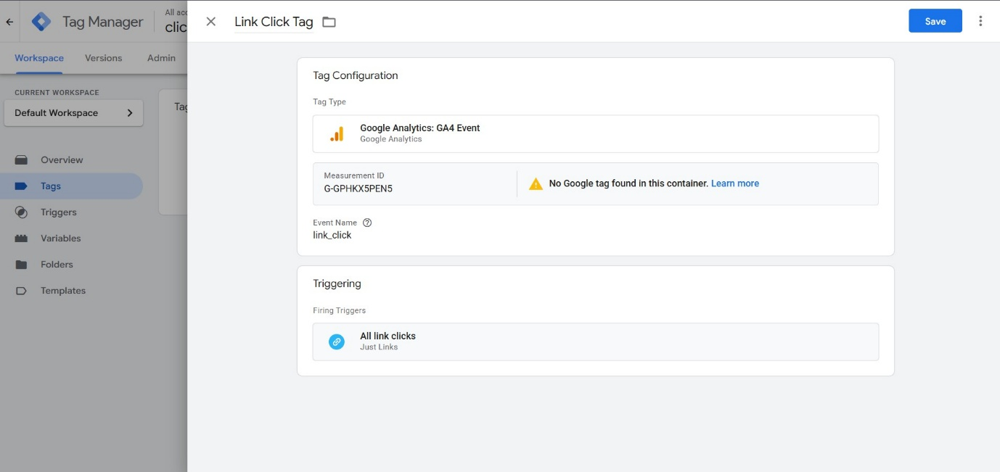 Tag Manager
All acc
clic
Link Click Tag
Save
Workspace
Versions
Admin
CURRENT WORKSPACE
Default Workspace
Tag
Overview
Tags
Triggers
Variables
Folders
Templates
Tag Configuration
Tag Type
Google Analytics: GA4 Event
Google Analytics
Measurement ID
G-GPHKX5PEN5
No Google tag found in this container. Learn more
Event Name
link_click
Triggering
Firing Triggers
All link clicks
Just Links